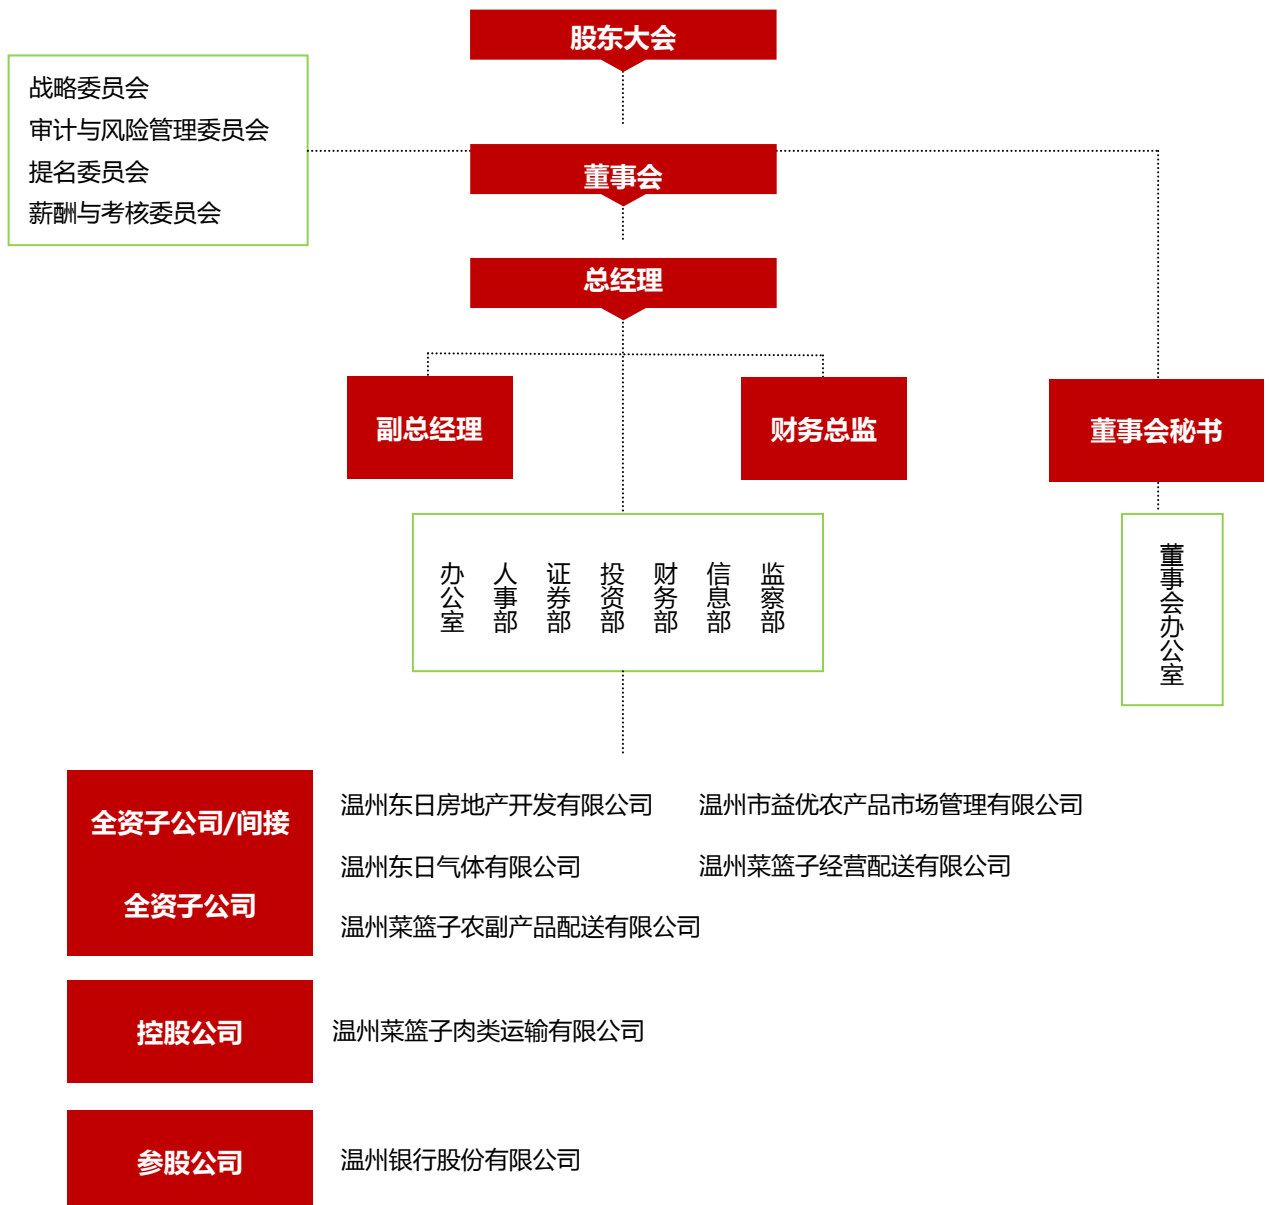 股东大会
战略委员会
审计与风险管理委员会
提名委员会
薪酬与考核委员会
董事会
总经理
副总经理
财务总监
董事会秘书
办公室
人事部
证券部
投资部
财务部
信息部
监察部
董事会办公室
全资子公司/间接
全资子公司
温州东日房地产开发有限公司
温州市益优农产品市场管理有限公司
温州东日气体有限公司
温州菜篮子经营配送有限公司
温州菜篮子农副产品配送有限公司
控股公司
温州菜篮子肉类运输有限公司
参股公司
温州银行股份有限公司